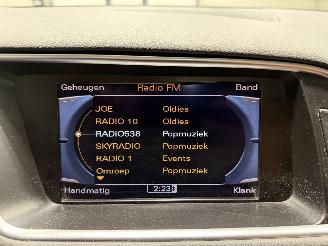 Geheugen Radio FM Band
JOE Oldies
RADIO 10 Oldies
RADIO538 Popmuziek
SKYRADIO Popmuziek
RADIO 1 Events
Omroep Popmuziek
Handmatig 2:23 Klank